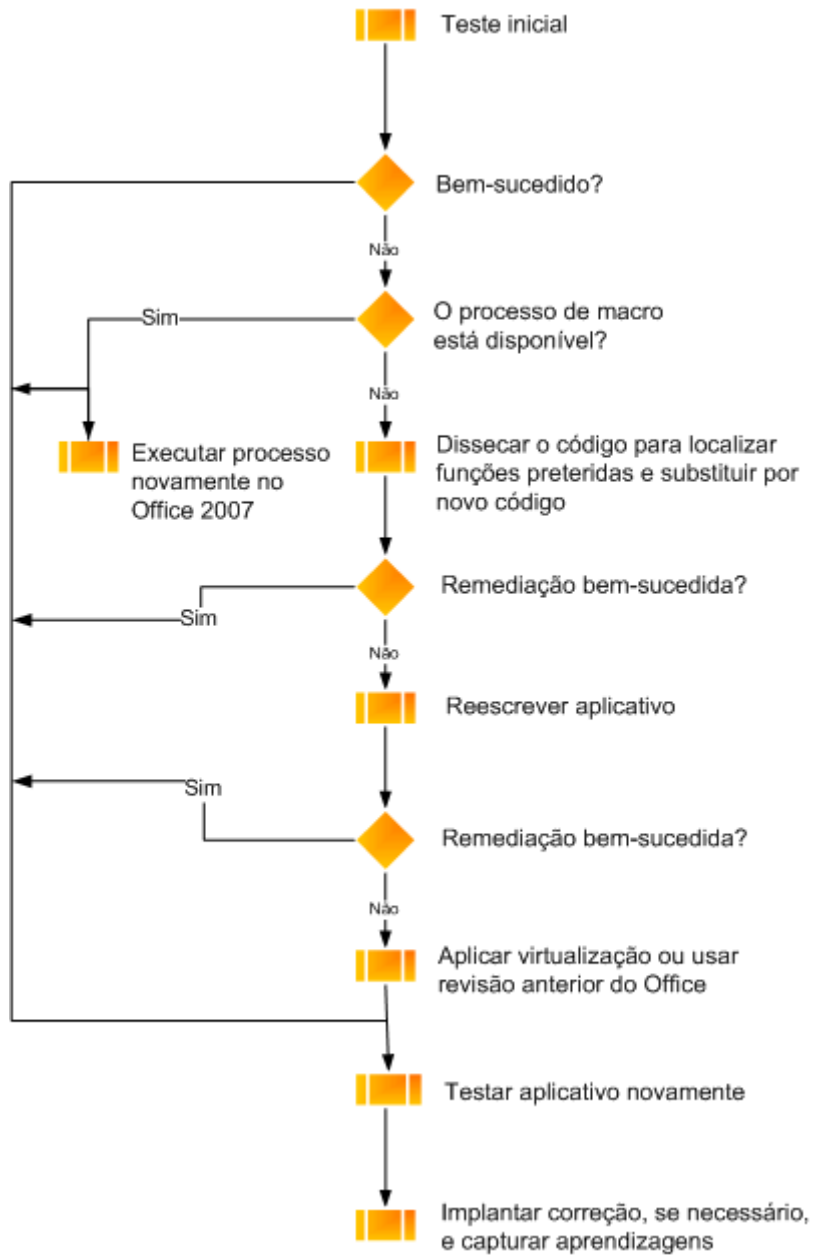 Teste inicial
Bem-sucedido?
Não
O processo de macro
está disponível?
Sim
Não
Executar processo
novamente no
Office 2007
Dissecar o código para localizar
funções preteridas e substituir por
novo código
Remediação bem-sucedida?
Sim
Não
Reescrever aplicativo
Sim
Remediação bem-sucedida?
Não
Aplicar virtualização ou usar
revisão anterior do Office
Testar aplicativo novamente
Implantar correção, se necessário,
e capturar aprendizagens